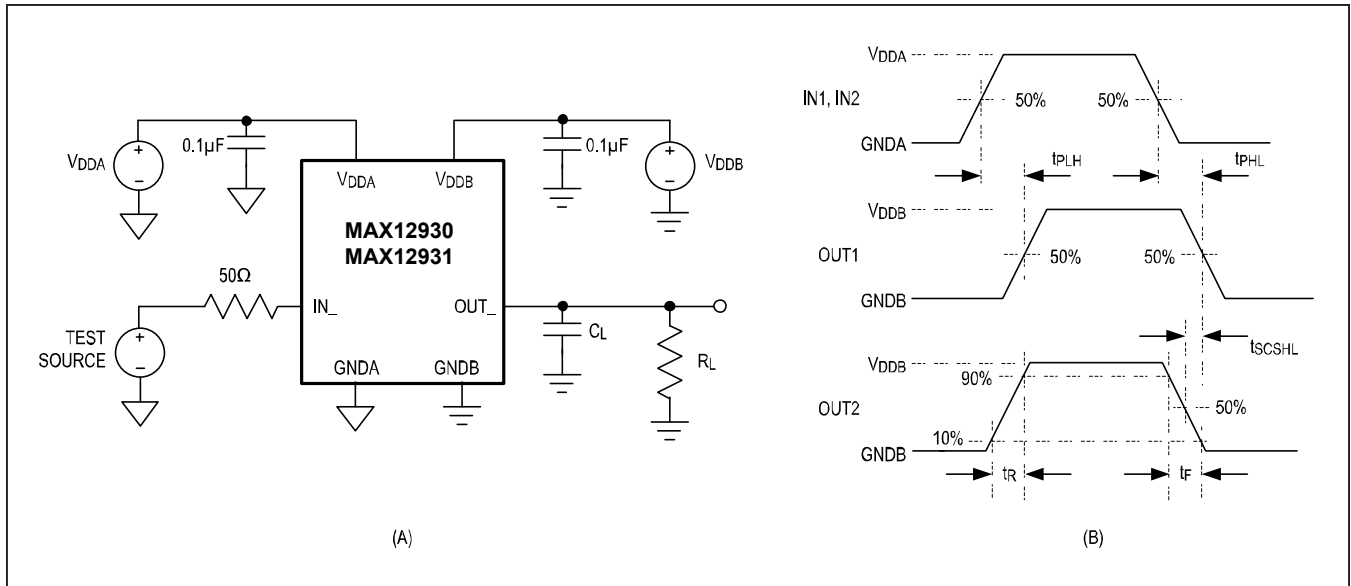 VDDA
0.1µF
0.1µF
VDDB
VDDA VDDB
MAX12930
MAX12931
50Ω
IN_
OUT_
TEST
SOURCE
CL
RL
GNDA
GNDB
(A)
VDDA
IN1, IN2
50%
50%
GNDA
tPLH
tPHL
VDDB
OUT1
50%
50%
GNDB
tSCSHL
VDDB
90%
OUT2
50%
10%
GNDB
tR
tF
(B)